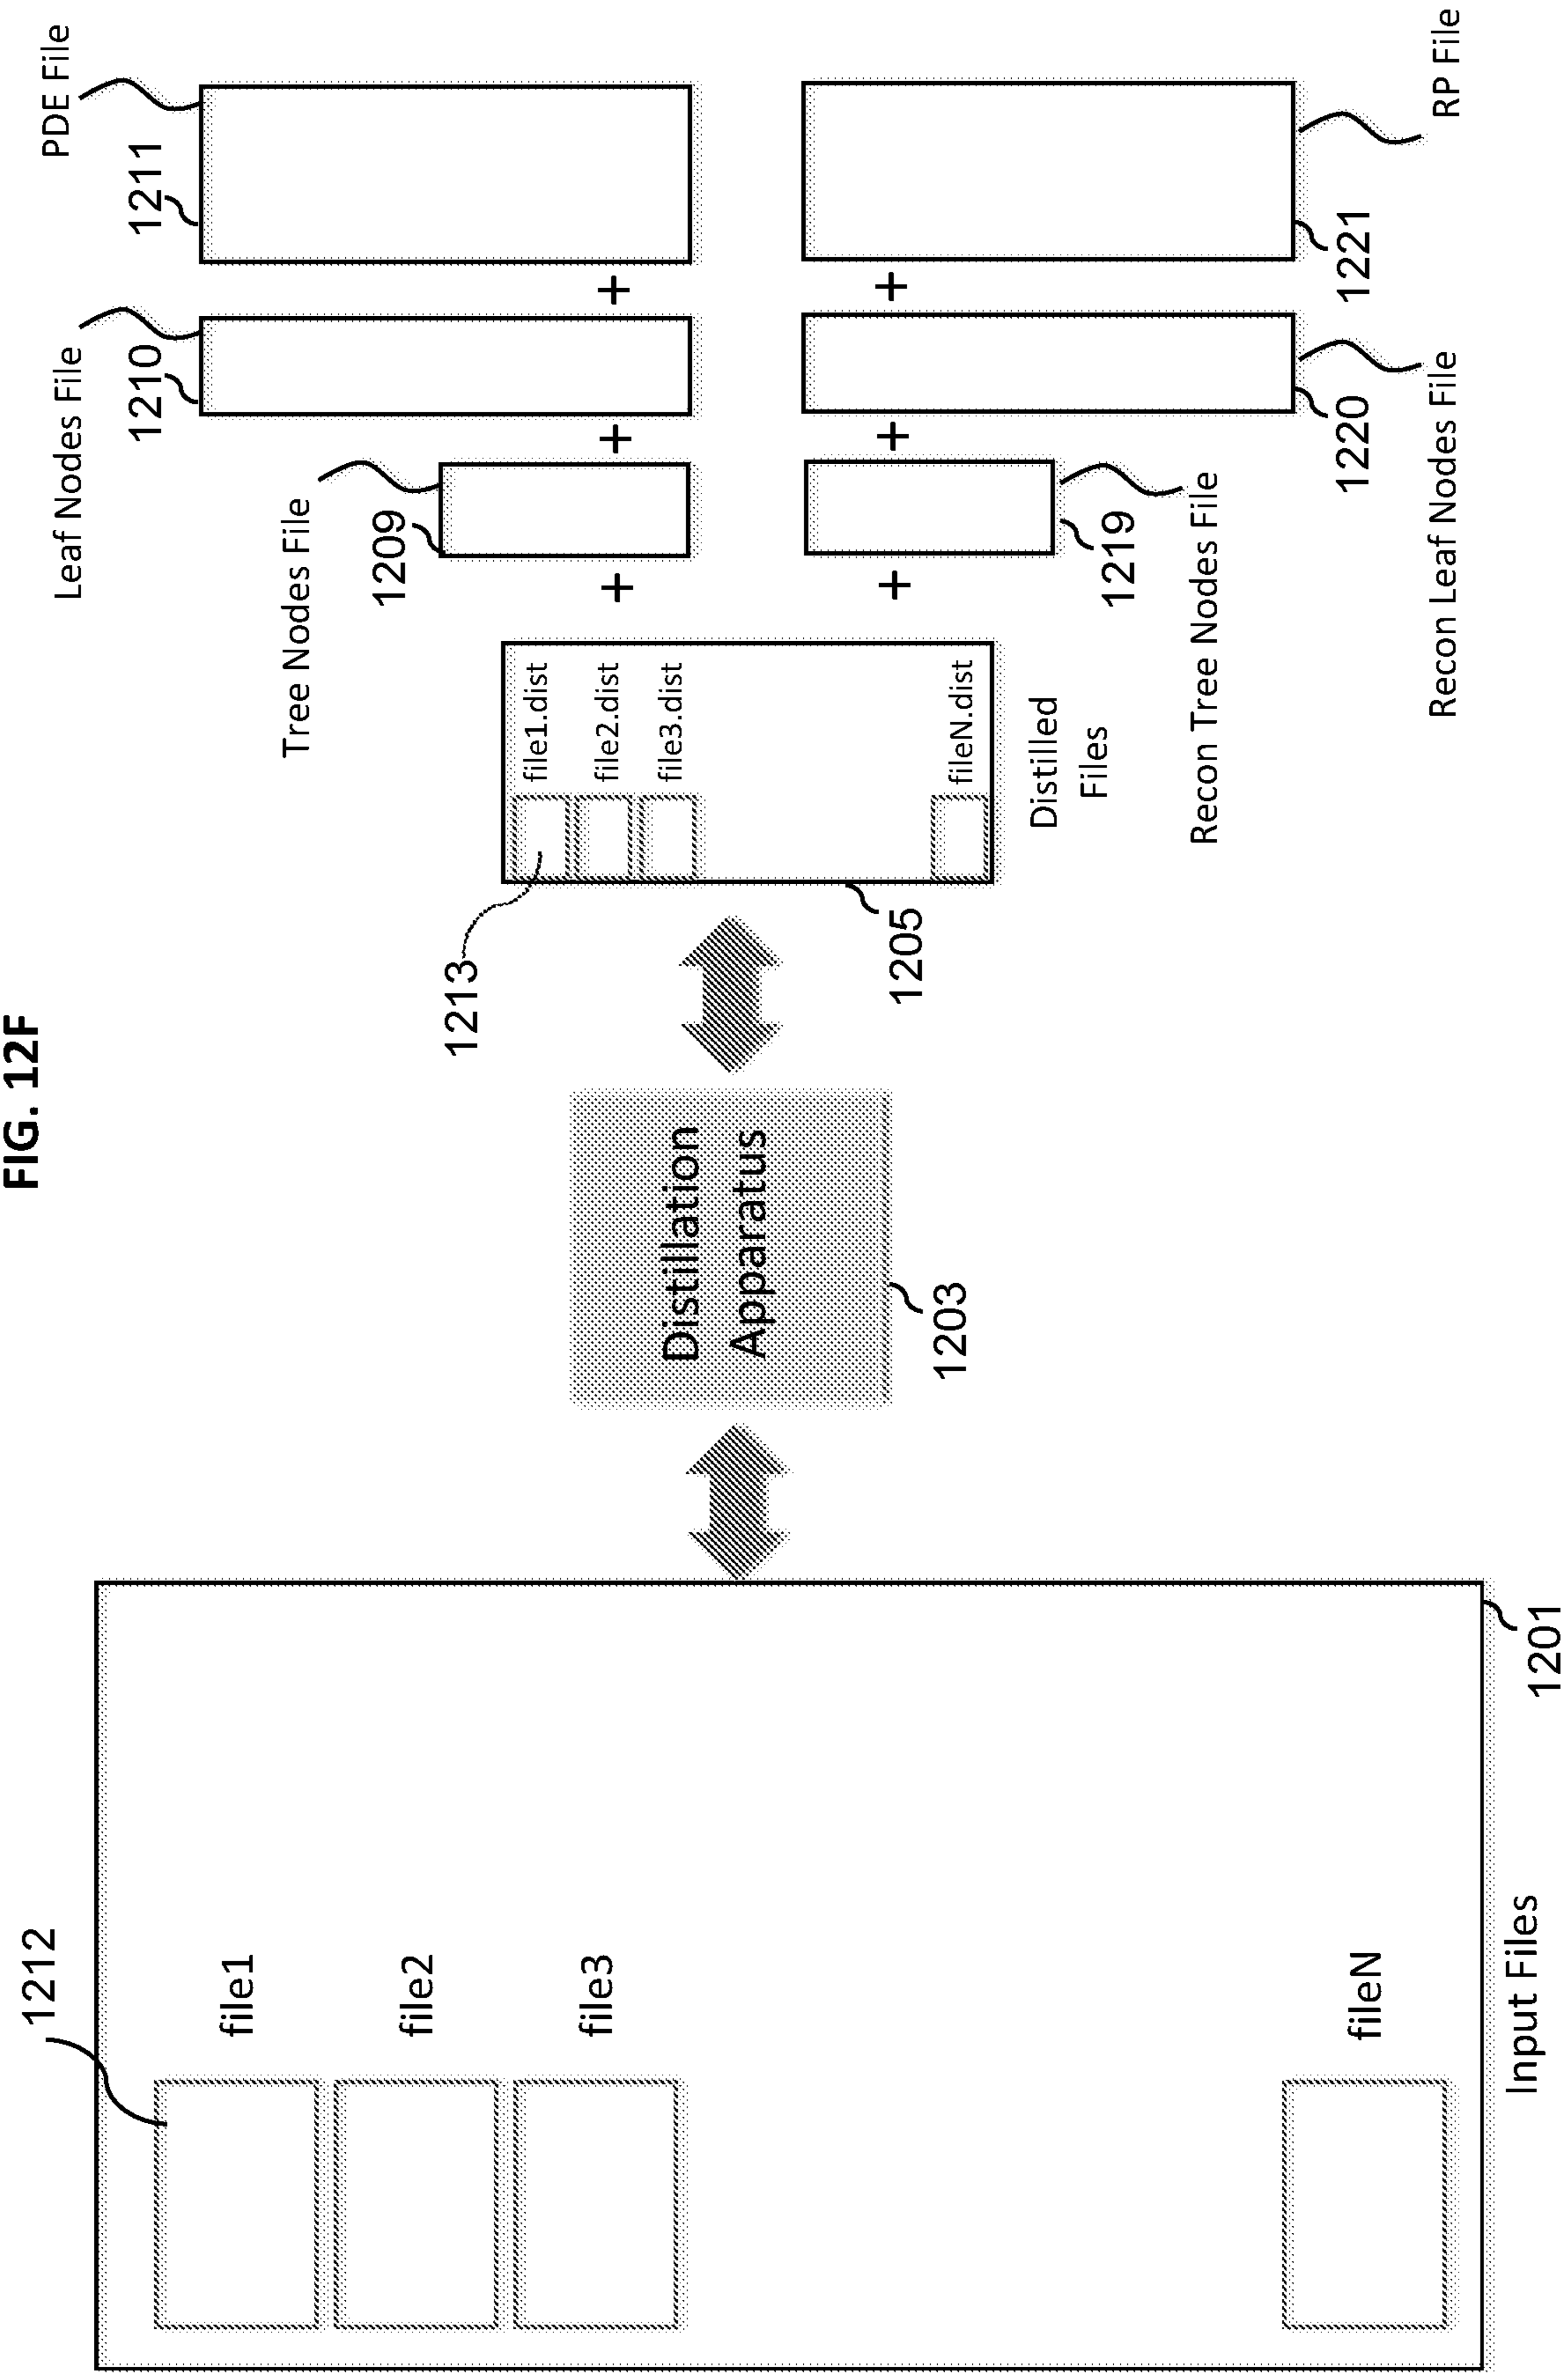 FIG. 12F
1212
file1
file2
file3
fileN
Input Files
1201
Distillation
Apparatus
1203
1213
file1.dist
file2.dist
file3.dist
fileN.dist
1205
Distilled
Files
Tree Nodes File
1209
Leaf Nodes File
1210
PDE File
1211
+
+
+
+
+
+
1219
Recon Tree Nodes File
1220
Recon Leaf Nodes File
1221
RP File